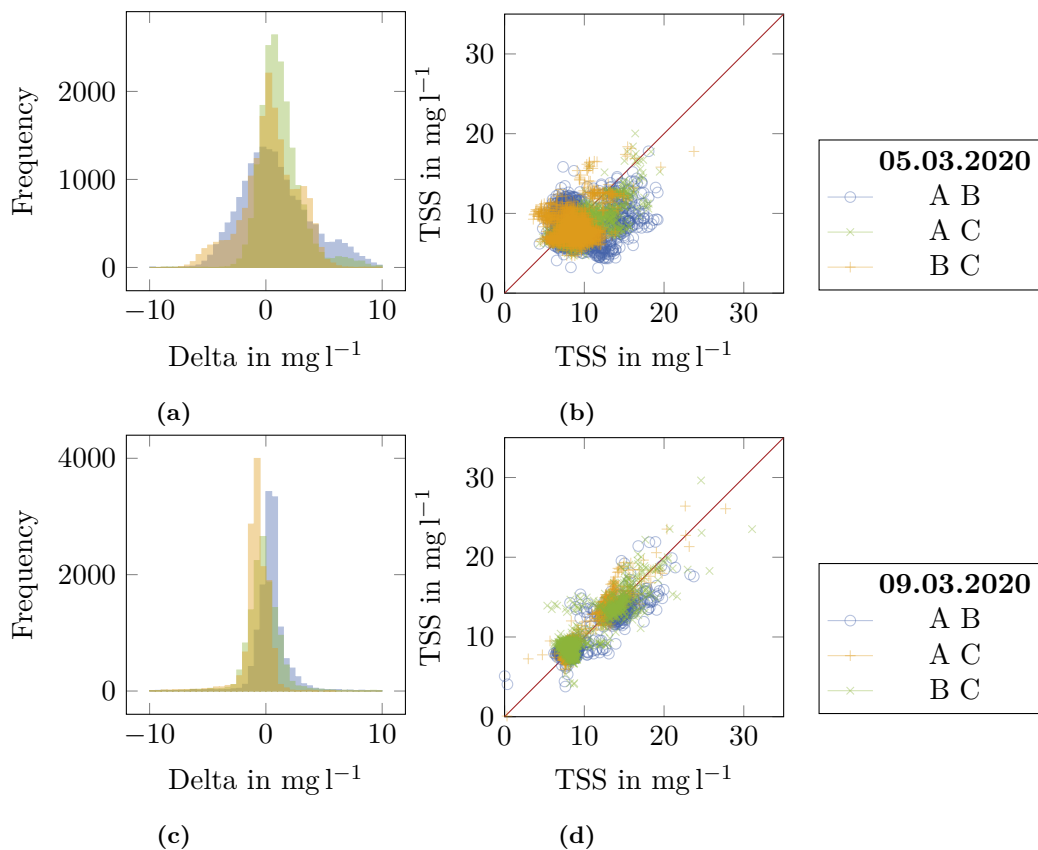 2000
1000
0
Frequency
−10
0
10
Delta in mg l⁻¹
(a)
30
20
10
0
TSS in mg l⁻¹
0
10
20
30
TSS in mg l⁻¹
(b)
05.03.2020
A B
A C
B C
4000
2000
0
Frequency
−10
0
10
Delta in mg l⁻¹
(c)
30
20
10
0
TSS in mg l⁻¹
0
10
20
30
TSS in mg l⁻¹
(d)
09.03.2020
A B
A C
B C